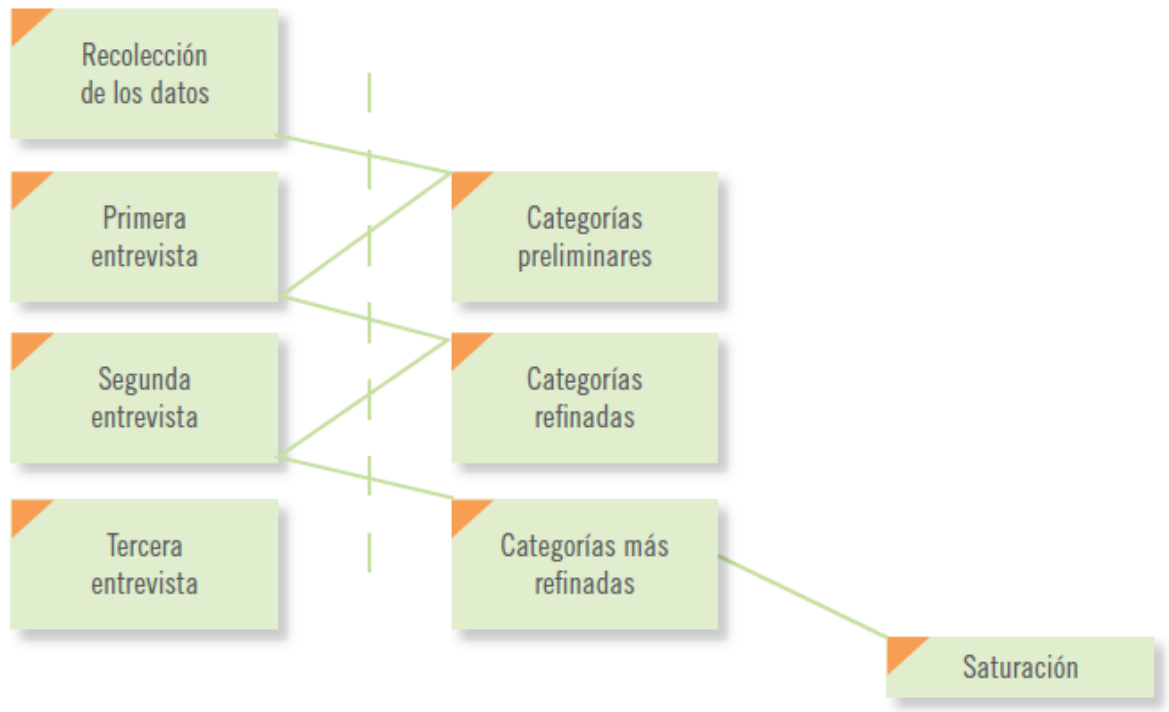 Recolección
de los datos
Primera
entrevista
Categorías
preliminares
Segunda
entrevista
Categorías
refinadas
Tercera
entrevista
Categorías más
refinadas
Saturación